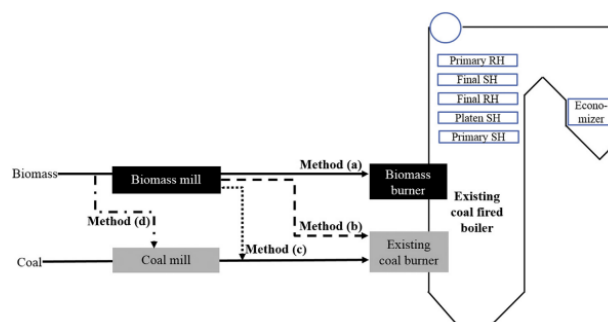 Primary RH
Final SH
Final RH
Platen SH
Primary SH
Econo-
mizer
Biomass
Biomass mill
Method (a)
Biomass
burner
Existing
coal fired
boiler
Method (d)
Method (b)
Existing
coal burner
Method (c)
Coal
Coal mill